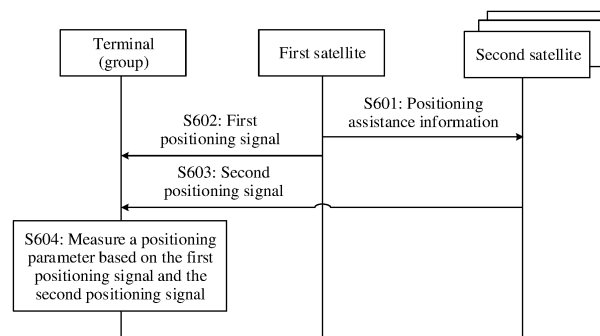 Terminal
(group)
First satellite
Second satellite
S601: Positioning
assistance information
S602: First
positioning signal
S603: Second
positioning signal
S604: Measure a positioning
parameter based on the first
positioning signal and the
second positioning signal